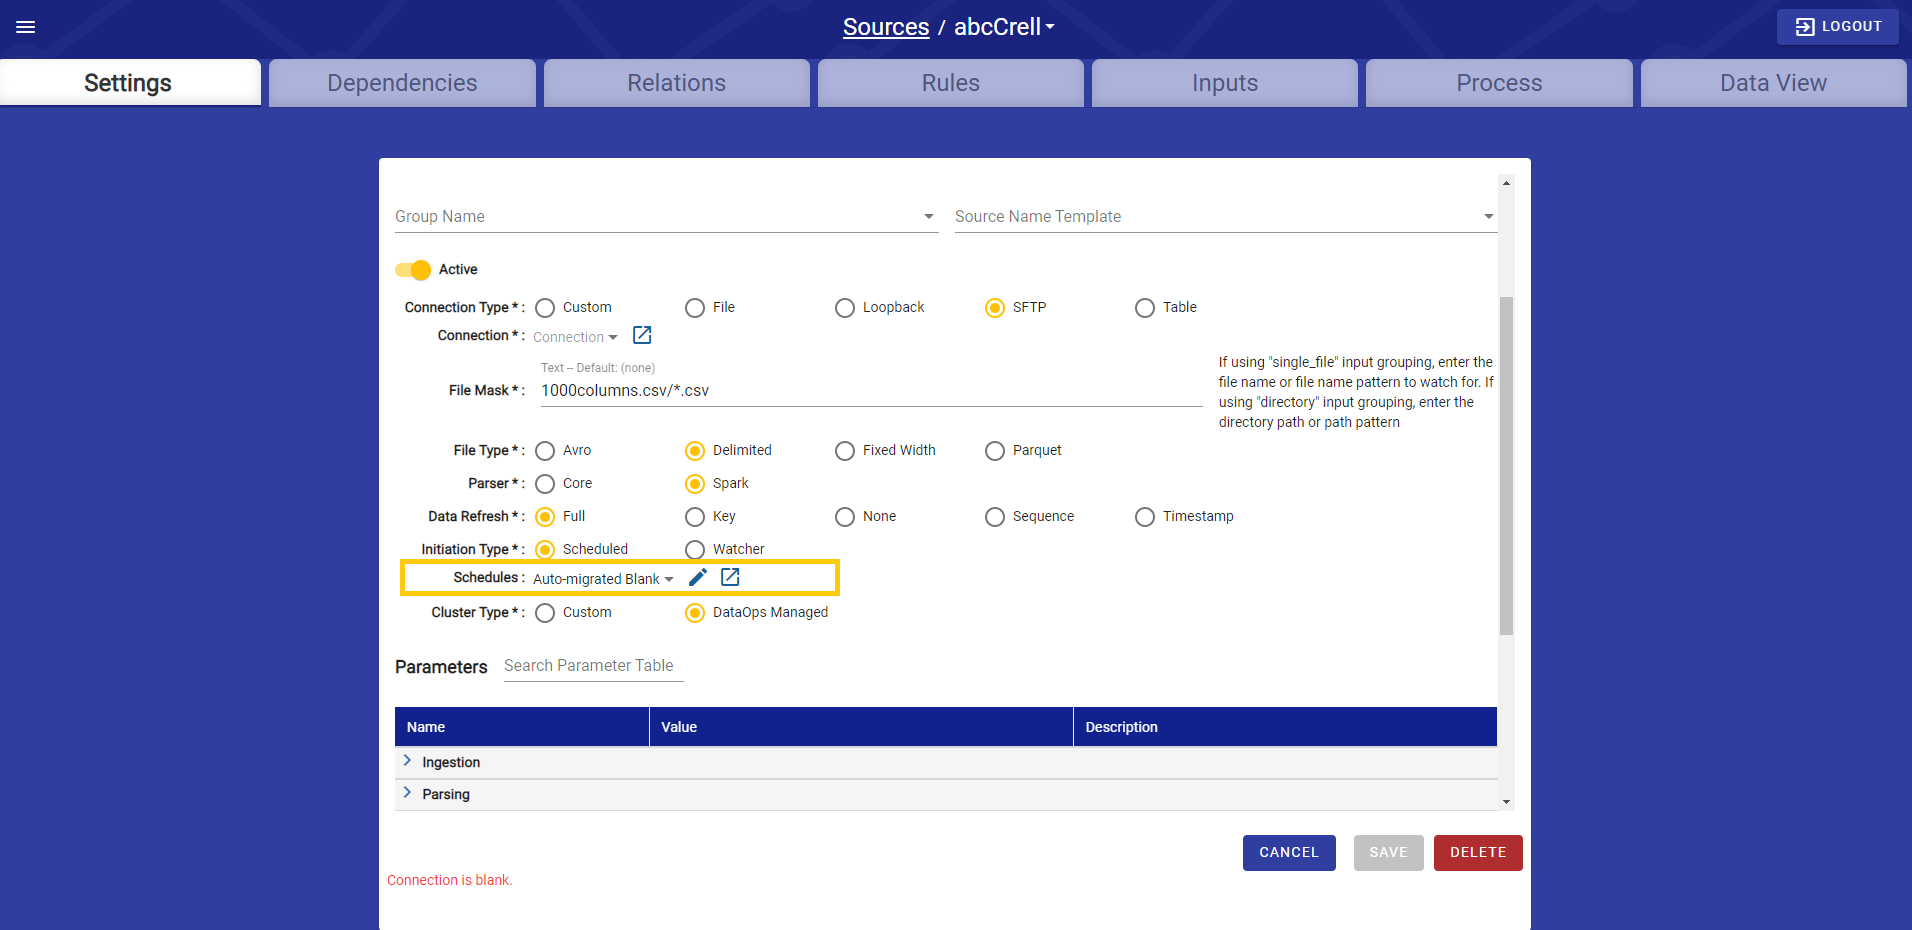 Sources / abcCrell
LOGOUT
Settings Dependencies Relations Rules Inputs Process Data View
Group Name Source Name Template
Active
Connection Type * : Custom File Loopback SFTP Table
Connection * : Connection
Text -- Default: (none)
File Mask * : 1000columns.csv/*.csv
If using "single_file" input grouping, enter the
file name or file name pattern to watch for. If
using "directory" input grouping, enter the
directory path or path pattern
File Type * : Avro Delimited Fixed Width Parquet
Parser * : Core Spark
Data Refresh * : Full Key None Sequence Timestamp
Initiation Type * : Scheduled Watcher
Schedules : Auto-migrated Blank
Cluster Type * : Custom DataOps Managed
Parameters Search Parameter Table
Name Value Description
Ingestion
Parsing
CANCEL SAVE DELETE
Connection is blank.